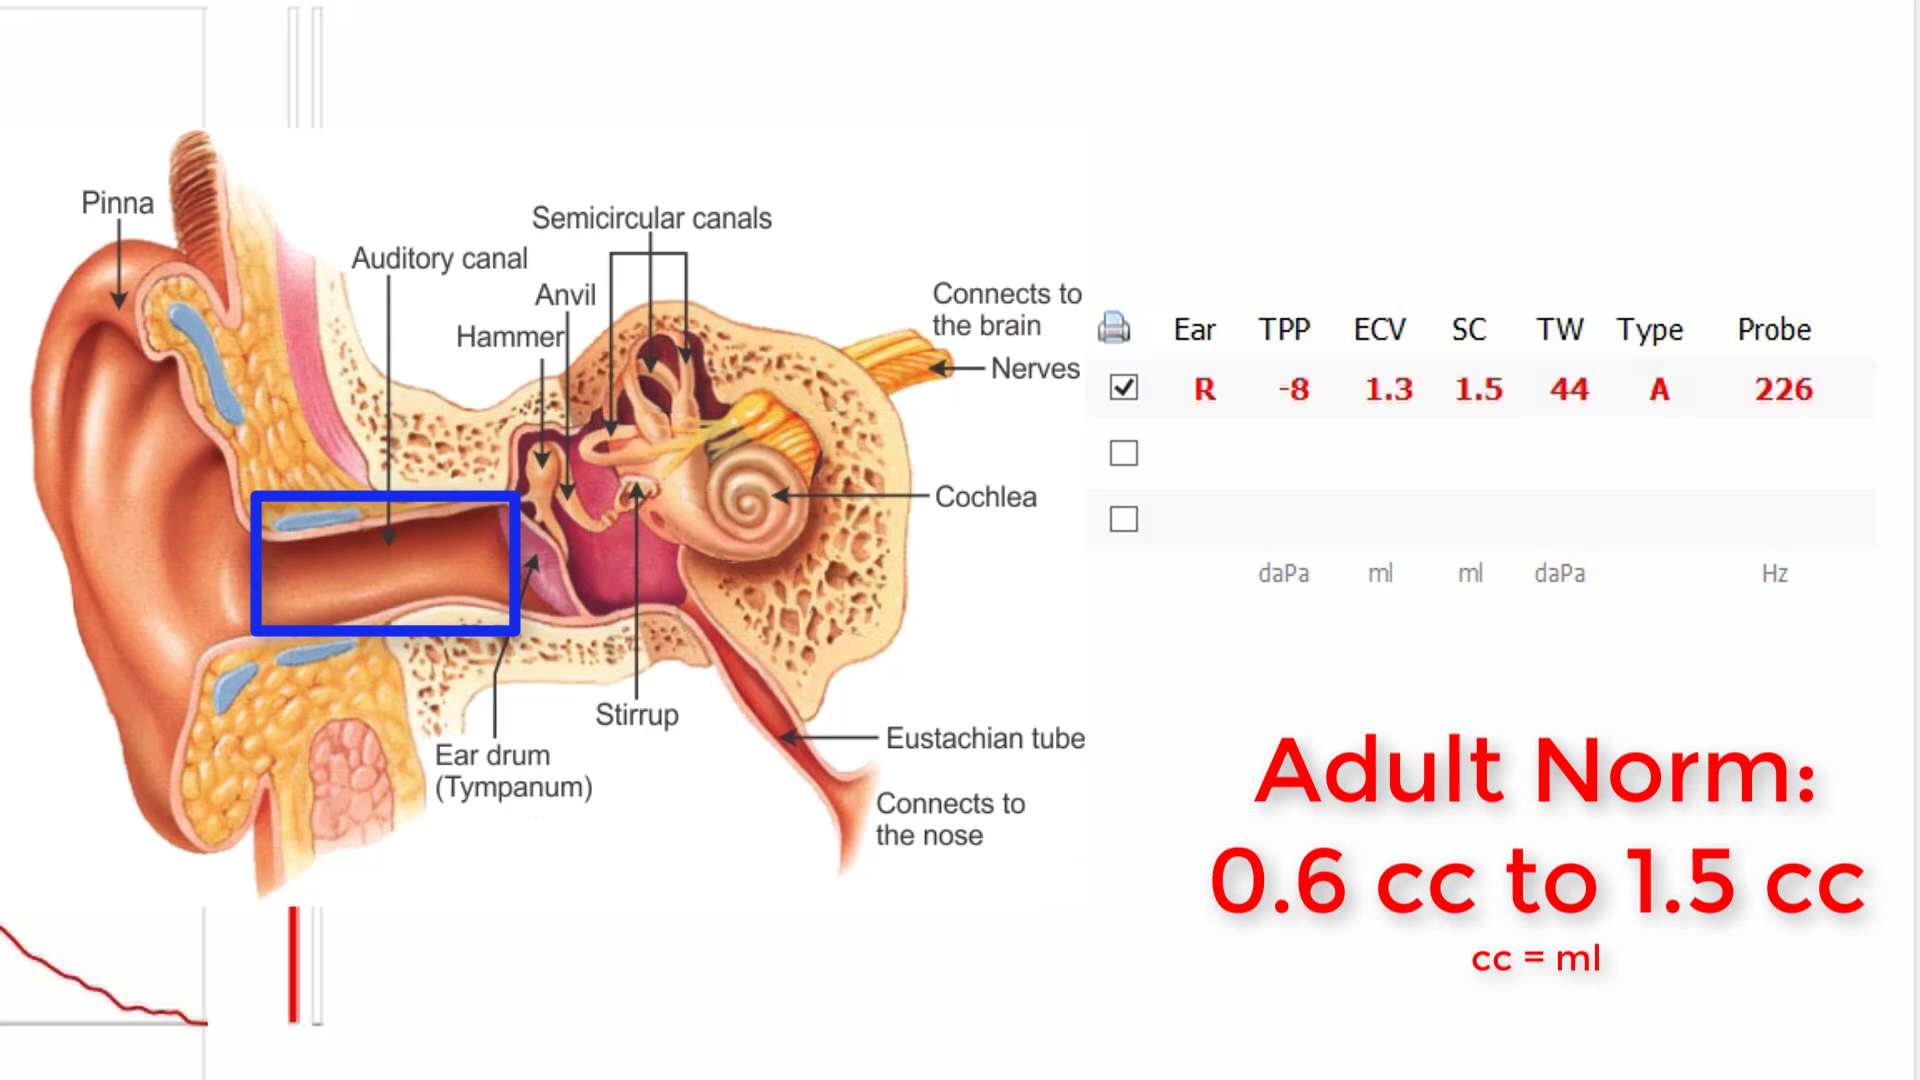 Pinna
Auditory canal
Semicircular canals
Anvil
Hammer
Connects to
the brain
Nerves
Cochlea
Stirrup
Ear drum
(Tympanum)
Eustachian tube
Connects to
the nose
Ear TPP ECV SC TW Type Probe
R -8 1.3 1.5 44 A 226
daPa ml ml daPa Hz
Adult Norm:
0.6 cc to 1.5 cc
cc = ml